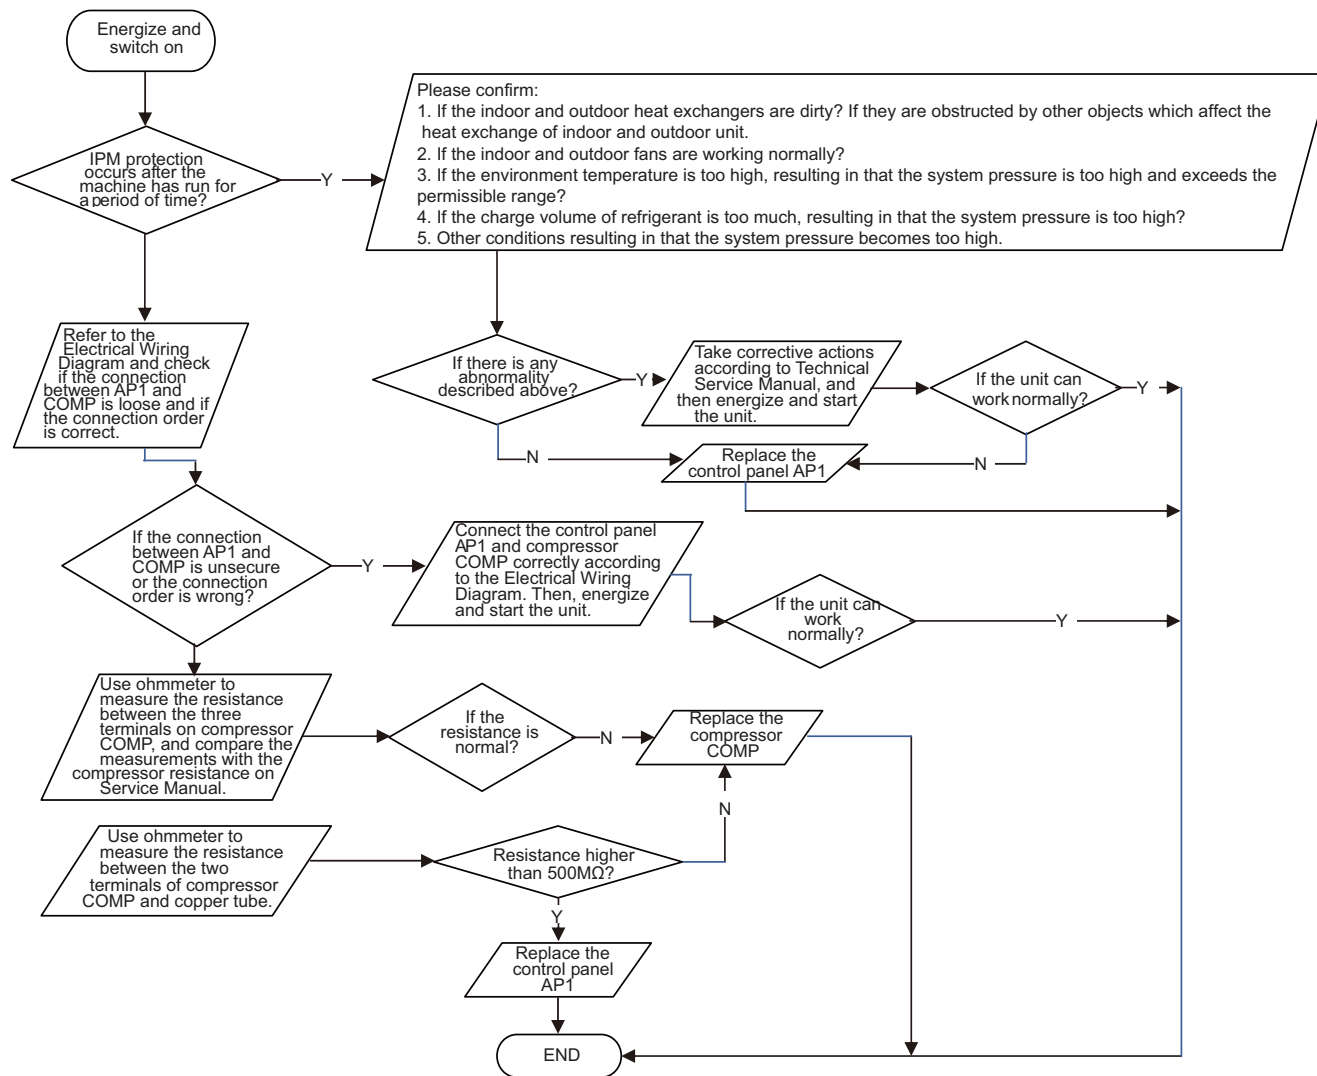 Energize and
switch on
IPM protection
occurs after the
machine has run for
a period of time?
Y
Please confirm:
1. If the indoor and outdoor heat exchangers are dirty? If they are obstructed by other objects which affect the
heat exchange of indoor and outdoor unit.
2. If the indoor and outdoor fans are working normally?
3. If the environment temperature is too high, resulting in that the system pressure is too high and exceeds the
permissible range?
4. If the charge volume of refrigerant is too much, resulting in that the system pressure is too high?
5. Other conditions resulting in that the system pressure becomes too high.
Refer to the
Electrical Wiring
Diagram and check
if the connection
between AP1 and
COMP is loose and if
the connection order
is correct.
If there is any
abnormality
described above?
Y
Take corrective actions
according to Technical
Service Manual, and
then energize and start
the unit.
If the unit can
work normally?
Y
N
Replace the
control panel AP1
N
If the connection
between AP1 and
COMP is unsecure
or the connection
order is wrong?
Y
Connect the control panel
AP1 and compressor
COMP correctly according
to the Electrical Wiring
Diagram. Then, energize
and start the unit.
If the unit can
work
normally?
Y
Use ohmmeter to
measure the resistance
between the three
terminals on compressor
COMP, and compare the
measurements with the
compressor resistance on
Service Manual.
If the
resistance is
normal?
N
Replace the
compressor
COMP
N
Use ohmmeter to
measure the resistance
between the two
terminals of compressor
COMP and copper tube.
Resistance higher
than 500MΩ?
Y
Replace the
control panel
AP1
END